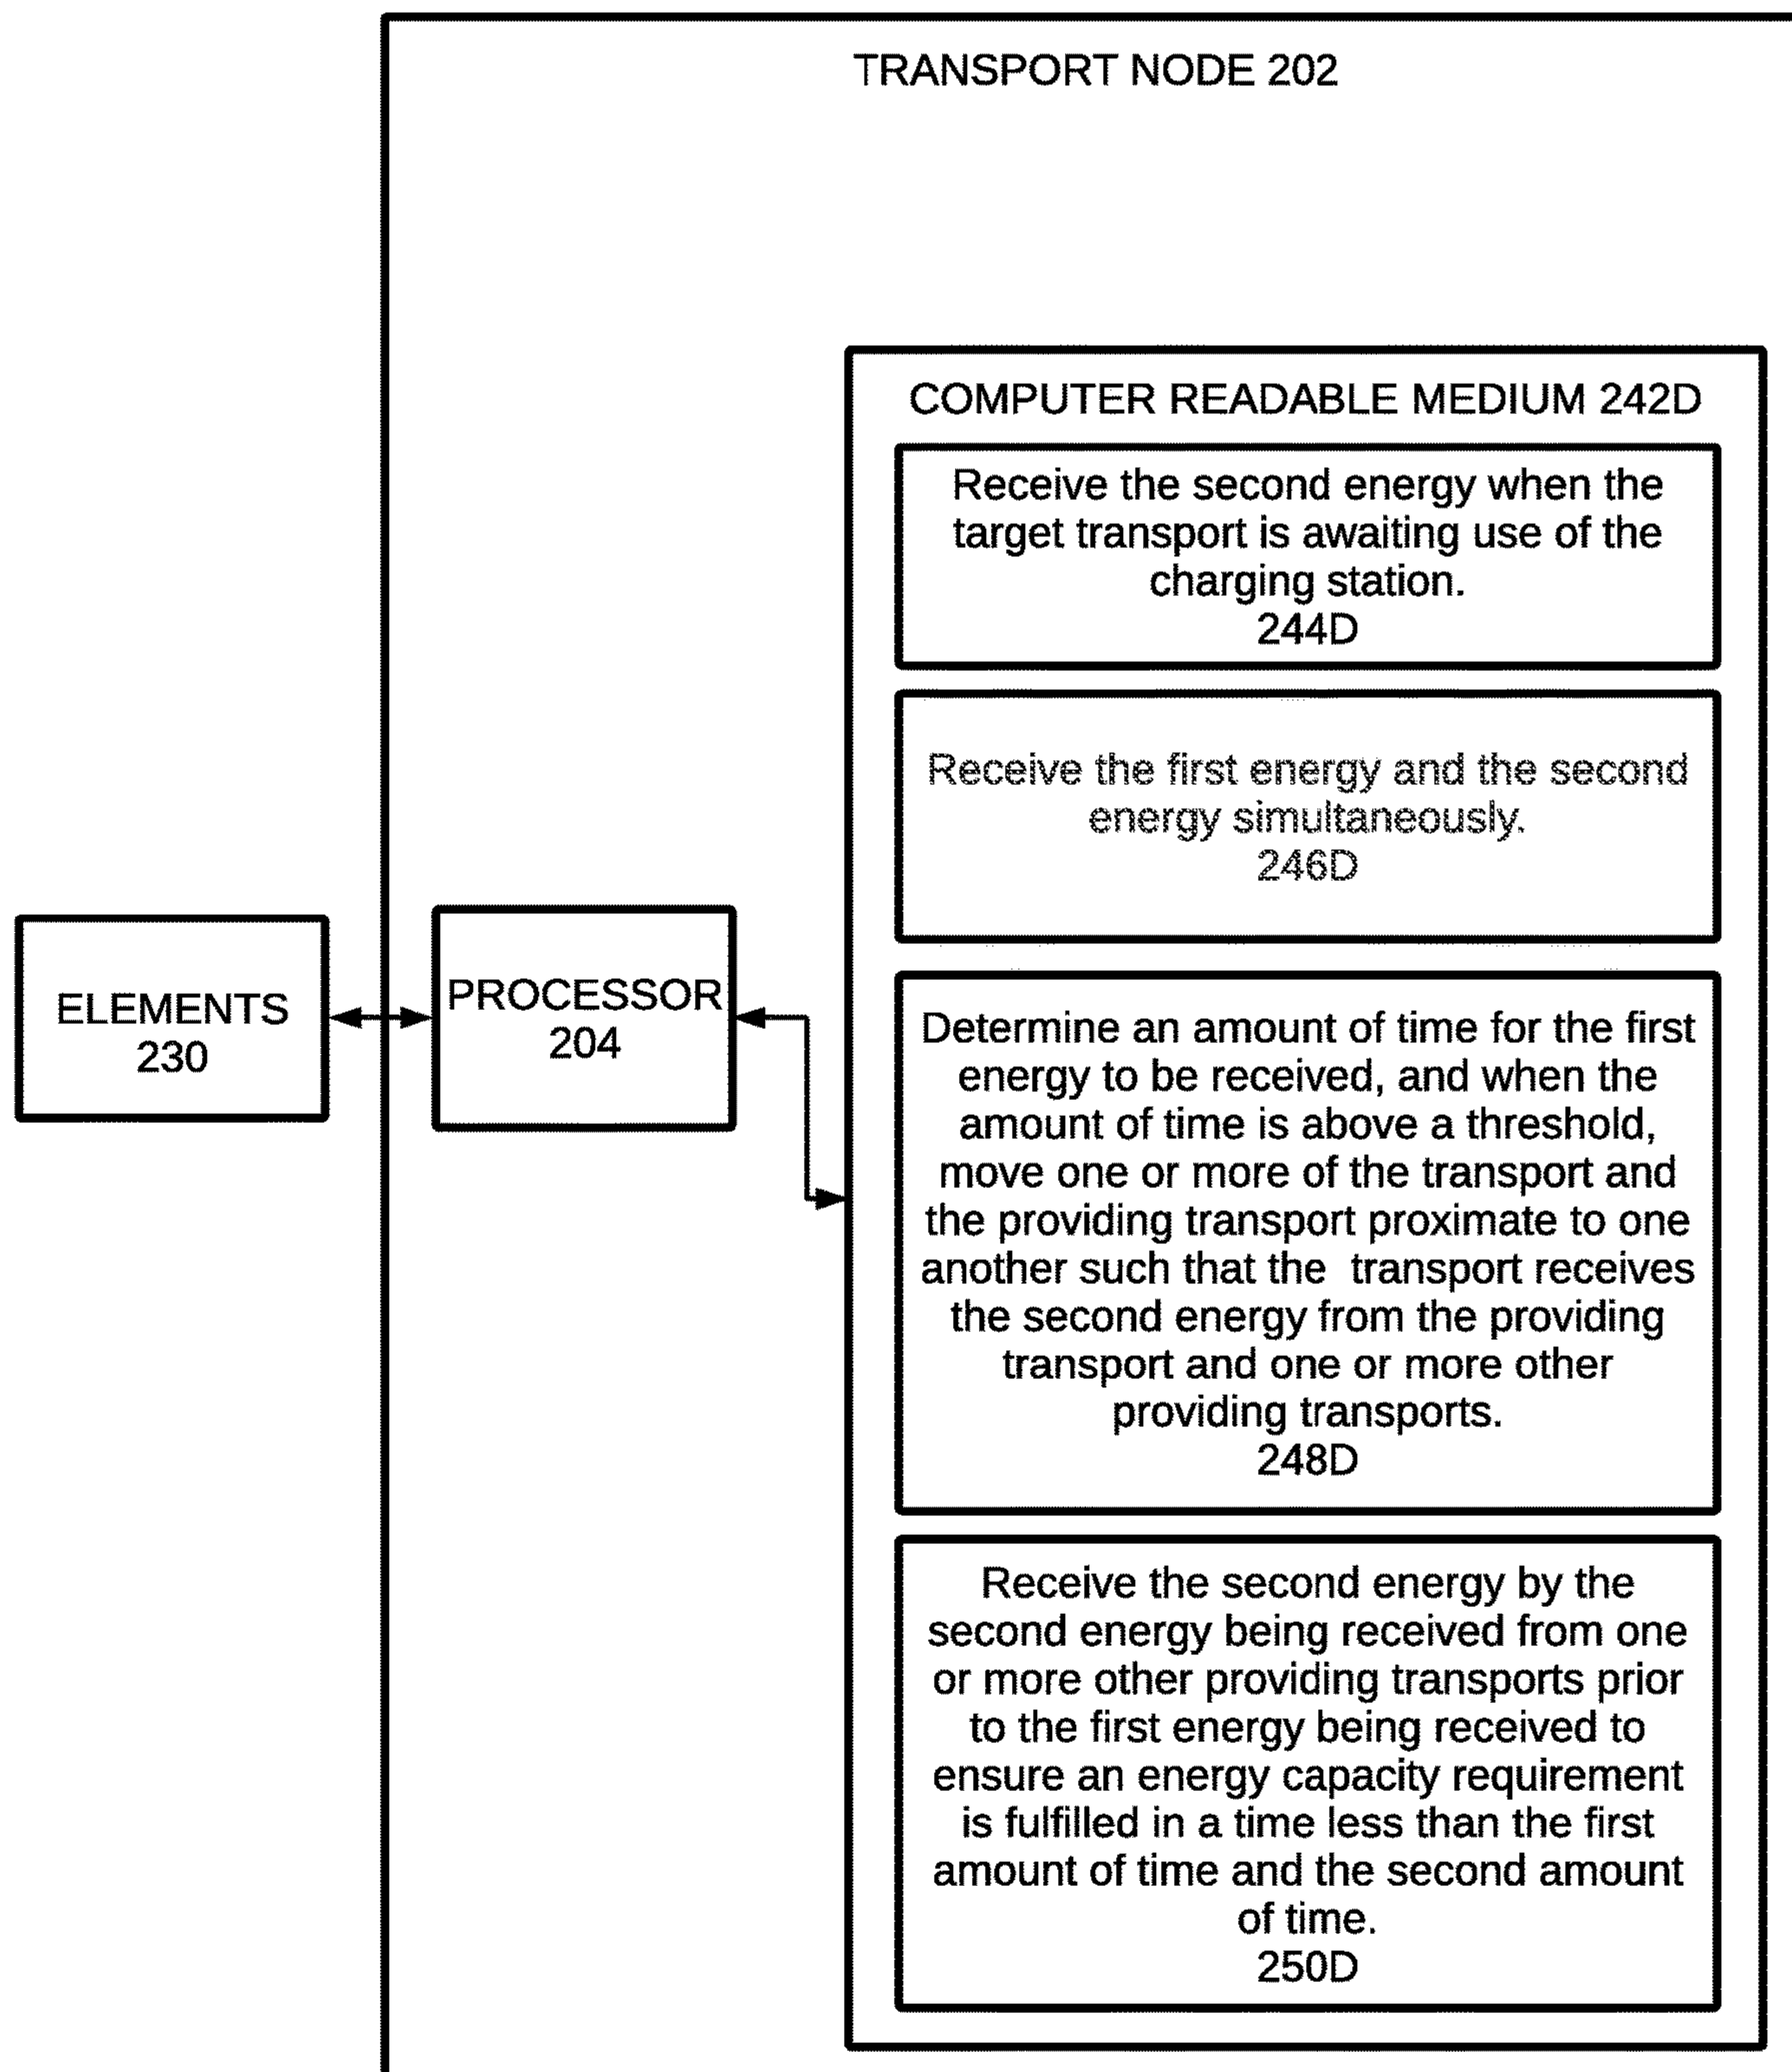 TRANSPORT NODE 202
COMPUTER READABLE MEDIUM 242D
Receive the second energy when the
target transport is awaiting use of the
charging station.
244D
Receive the first energy and the second
energy simultaneously.
246D
ELEMENTS
230
PROCESSOR
204
Determine an amount of time for the first
energy to be received, and when the
amount of time is above a threshold,
move one or more of the transport and
the providing transport proximate to one
another such that the  transport receives
the second energy from the providing
transport and one or more other
providing transports.
248D
Receive the second energy by the
second energy being received from one
or more other providing transports prior
to the first energy being received to
ensure an energy capacity requirement
is fulfilled in a time less than the first
amount of time and the second amount
of time.
250D